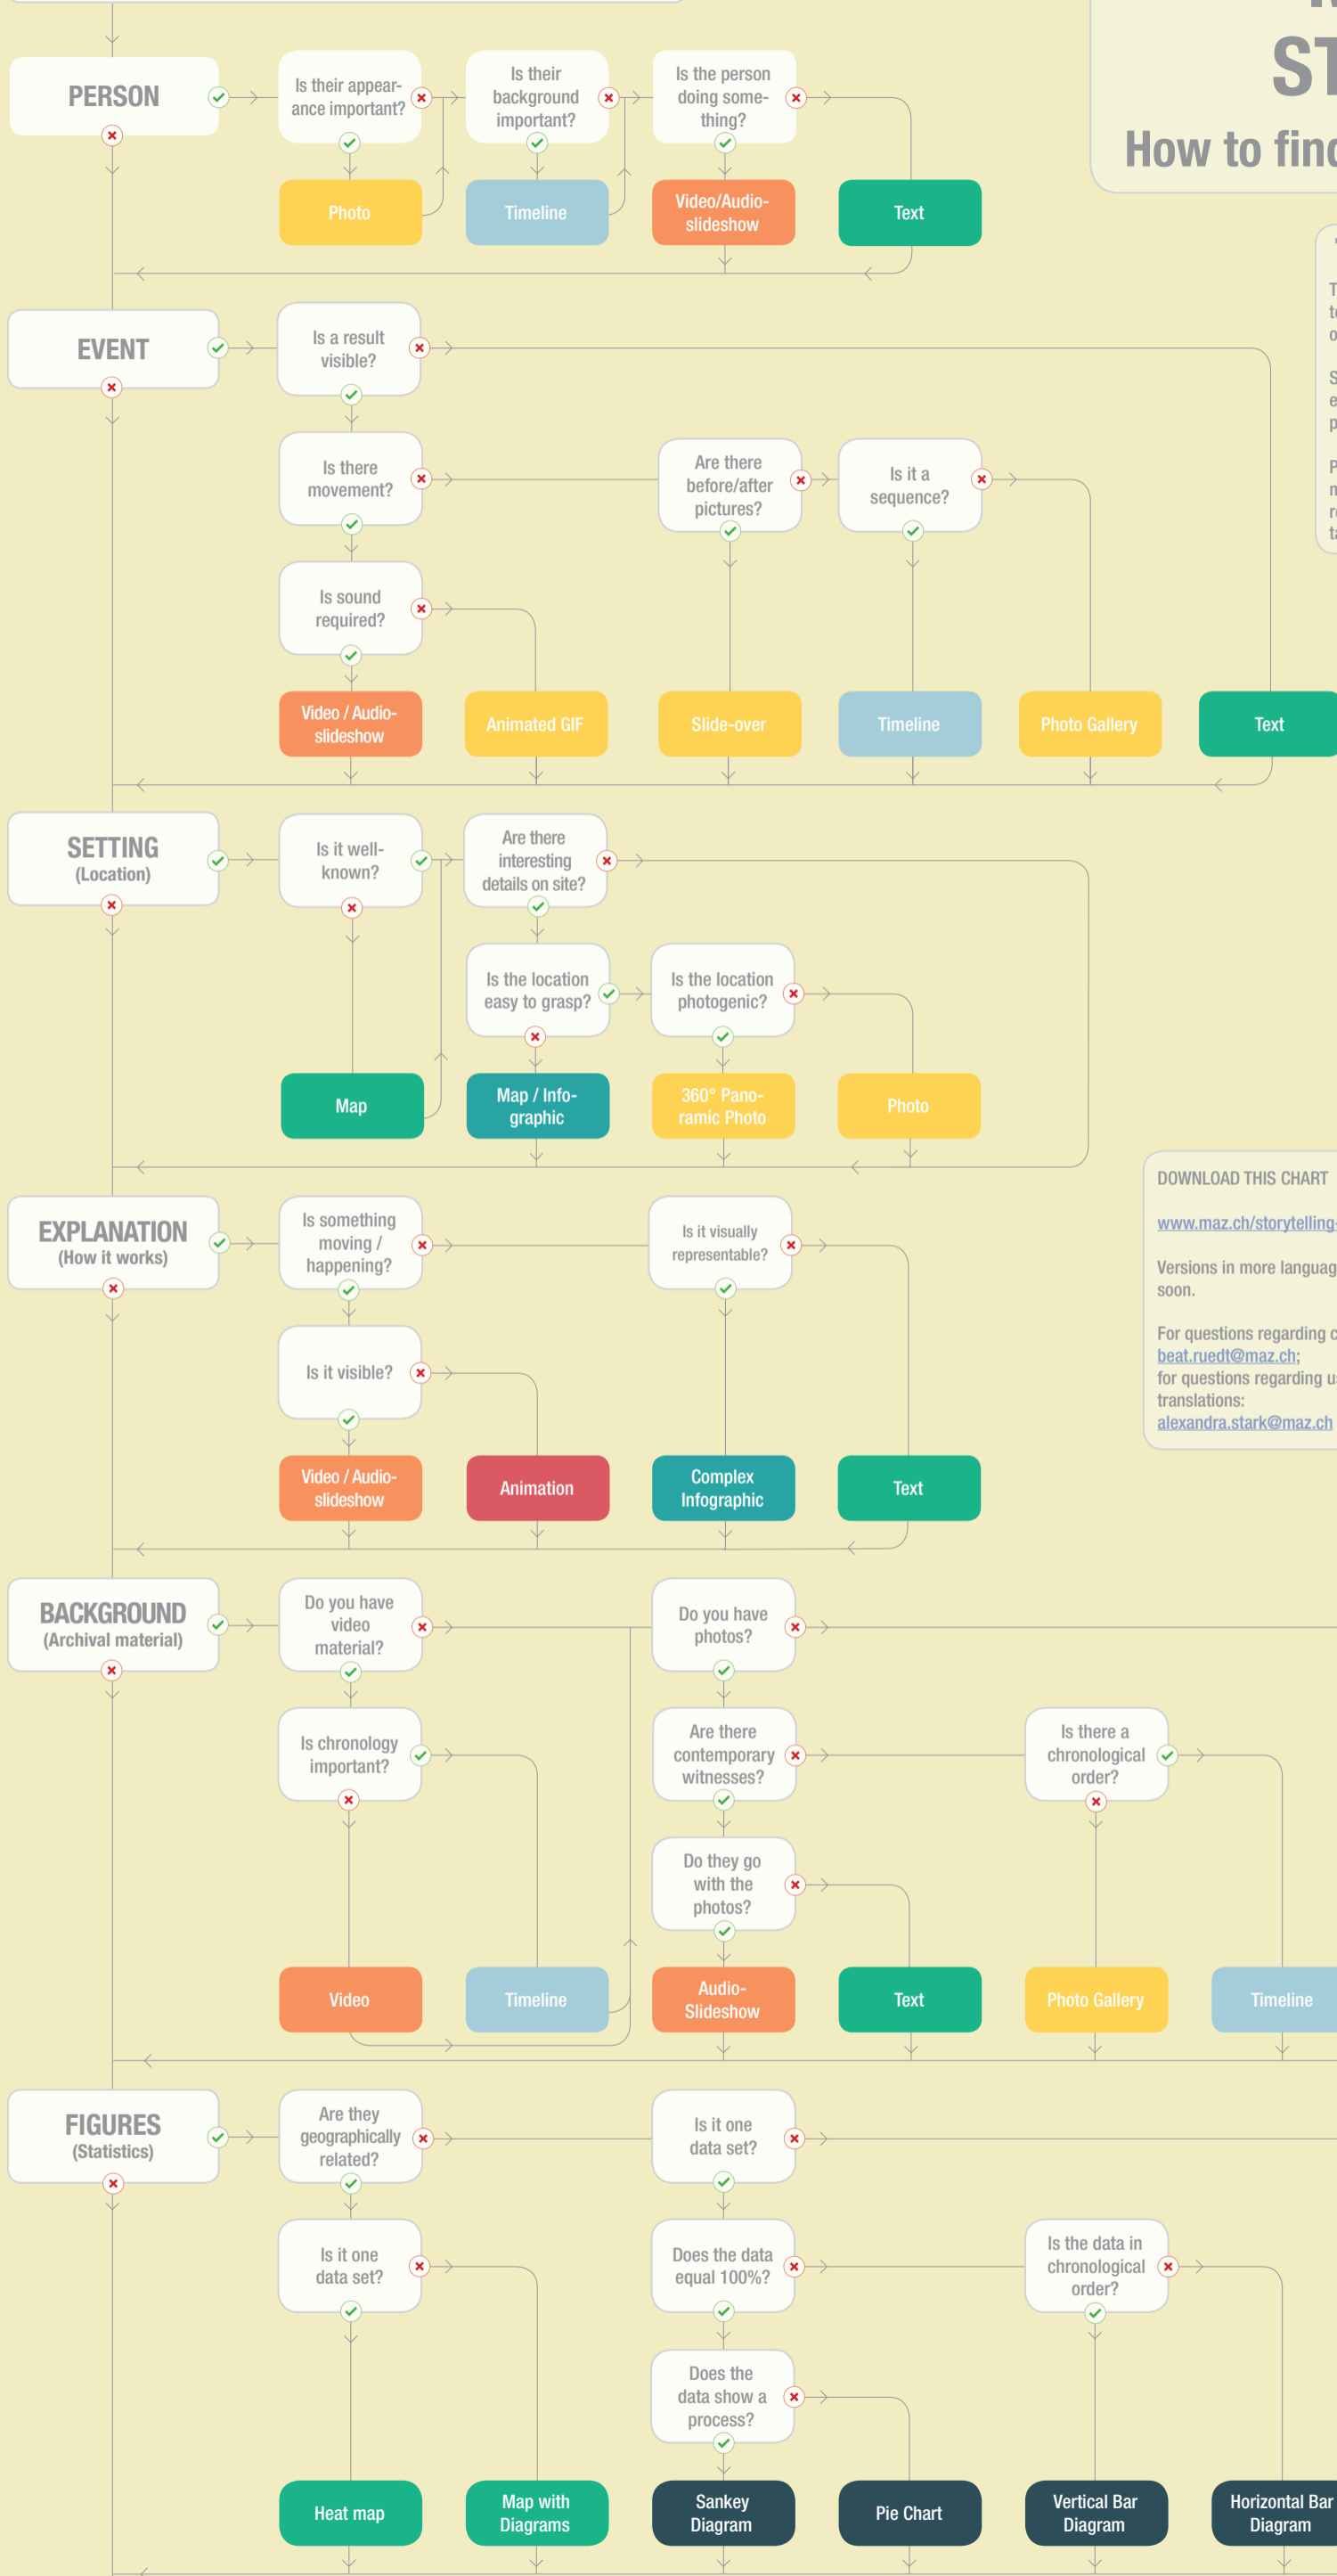 ST
How to find
PERSON
Is their appear-
ance important?
Is their
background
important?
Is the person
doing some-
thing?
Photo
Timeline
Video/Audio-
slideshow
Text
EVENT
Is a result
visible?
Is there
movement?
Are there
before/after
pictures?
Is it a
sequence?
Is sound
required?
Video / Audio-
slideshow
Animated GIF
Slide-over
Timeline
Photo Gallery
Text
SETTING
(Location)
Is it well-
known?
Are there
interesting
details on site?
Is the location
easy to grasp?
Is the location
photogenic?
Map
Map / Info-
graphic
360° Pano-
ramic Photo
Photo
DOWNLOAD THIS CHART
www.maz.ch/storytelling-
Versions in more languag
soon.
For questions regarding c
beat.ruedt@maz.ch;
for questions regarding us
translations:
alexandra.stark@maz.ch
EXPLANATION
(How it works)
Is something
moving /
happening?
Is it visually
representable?
Is it visible?
Video / Audio-
slideshow
Animation
Complex
Infographic
Text
BACKGROUND
(Archival material)
Do you have
video
material?
Do you have
photos?
Is chronology
important?
Are there
contemporary
witnesses?
Is there a
chronological
order?
Do they go
with the
photos?
Video
Timeline
Audio-
Slideshow
Text
Photo Gallery
Timeline
FIGURES
(Statistics)
Are they
geographically
related?
Is it one
data set?
Is it one
data set?
Does the data
equal 100%?
Is the data in
chronological
order?
Does the
data show a
process?
Heat map
Map with
Diagrams
Sankey
Diagram
Pie Chart
Vertical Bar
Diagram
Horizontal Bar
Diagram